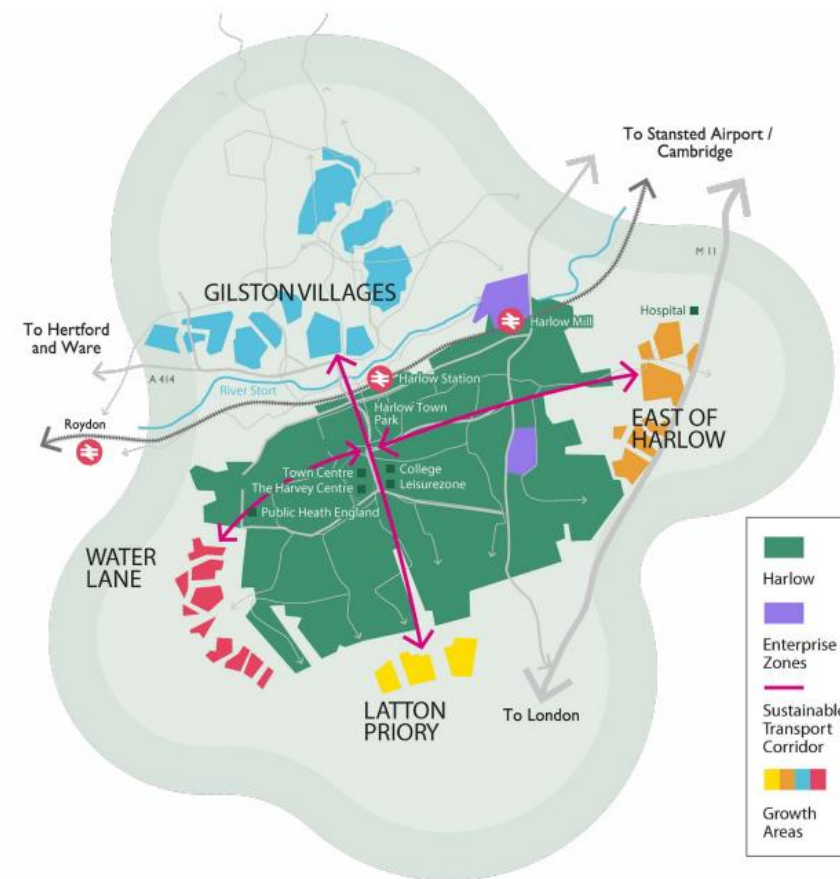 To Stansted Airport /
Cambridge
M 11
GILSTON VILLAGES
Hospital
Harlow Mill
To Hertford
and Ware
A 414
River Stort
Harlow Station
Roydon
Harlow Town
Park
EAST OF
HARLOW
Town Centre
The Harvey Centre
College
Leisurezone
Public Heath England
WATER
LANE
LATTON
PRIORY
To London
Harlow
Enterprise
Zones
Sustainable
Transport
Corridor
Growth
Areas